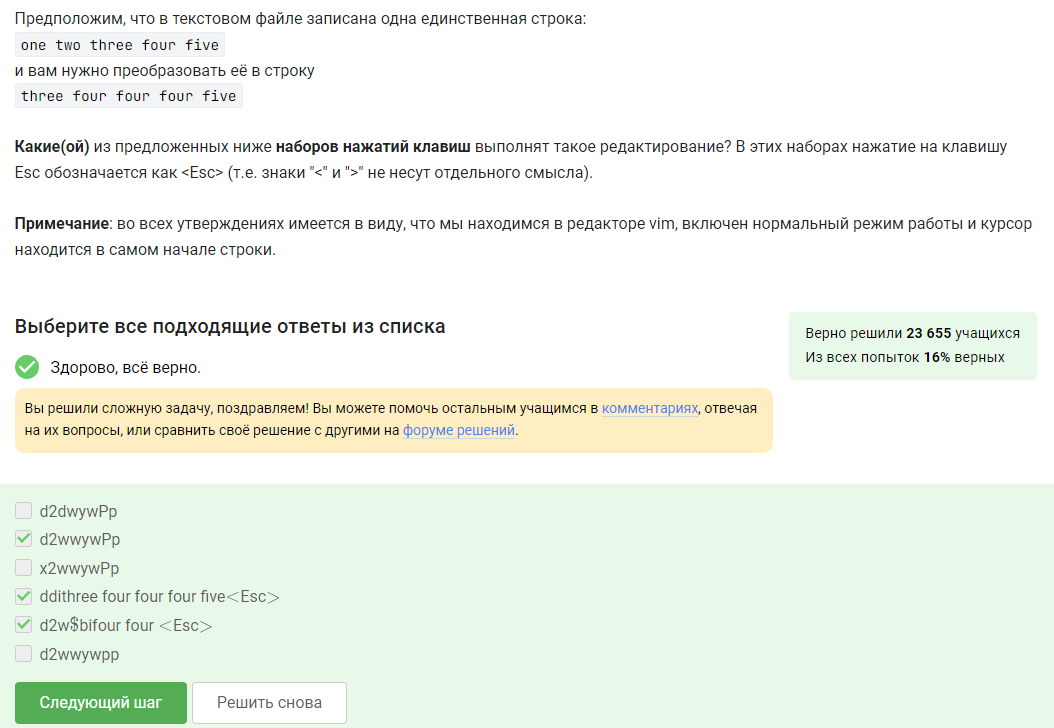 Предположим, что в текстовом файле записана одна единственная строка:
one two three four five
и вам нужно преобразовать её в строку
three four four four five
Какие(ой) из предложенных ниже наборов нажатий клавиш выполнят такое редактирование? В этих наборах нажатие на клавишу
Esc обозначается как <Esc> (т.е. знаки "<" и ">" не несут отдельного смысла).
Примечание: во всех утверждениях имеется в виду, что мы находимся в редакторе vim, включен нормальный режим работы и курсор
находится в самом начале строки.
Выберите все подходящие ответы из списка
Верно решили 23 655 учащихся
Из всех попыток 16% верных
Здорово, всё верно.
Вы решили сложную задачу, поздравляем! Вы можете помочь остальным учащимся в комментариях, отвечая
на их вопросы, или сравнить своё решение с другими на форуме решений.
d2dwywPp
d2wwywPp
x2wwywPp
ddithree four four four five<Esc>
d2w$bifour four <Esc>
d2wwywpp
Следующий шаг
Решить снова